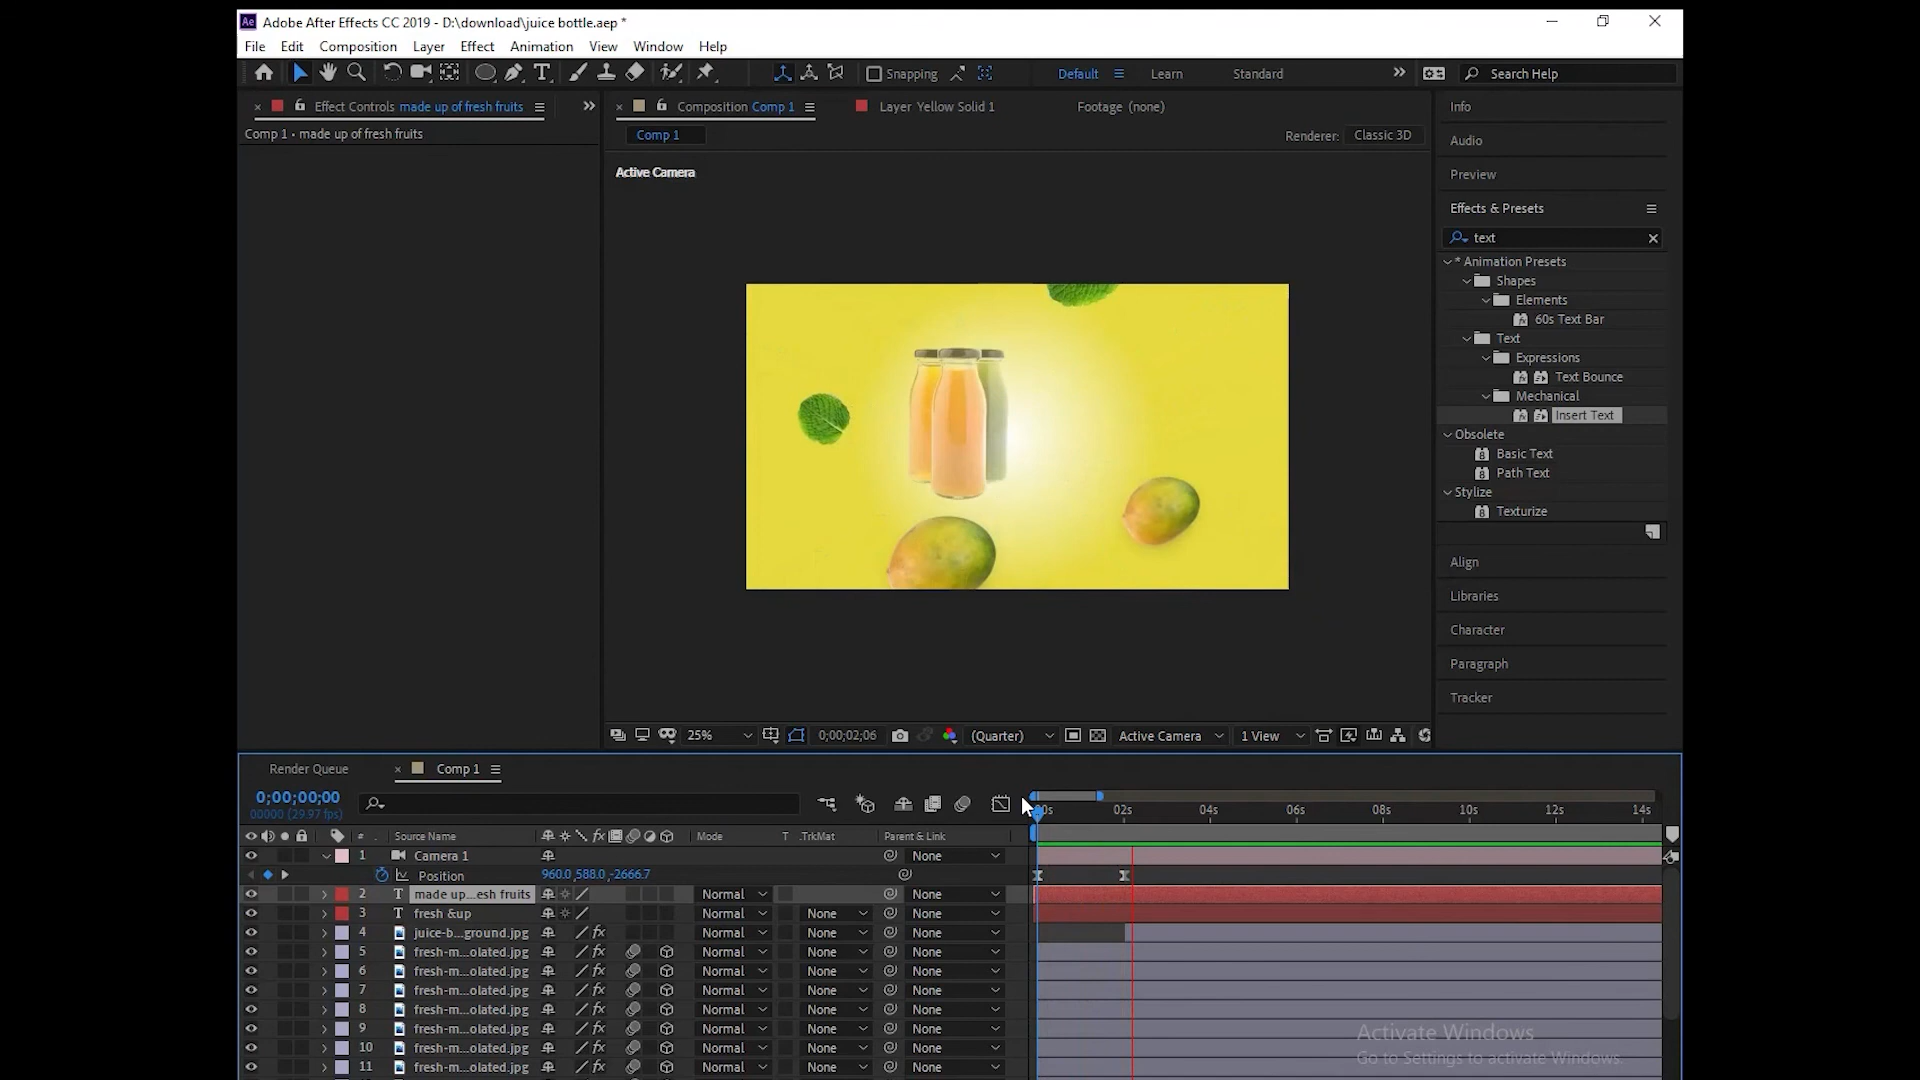 Adobe After Effects CC 2019 - D:\download\juice bottle.aep *
File Edit Composition Layer Effect Animation View Window Help
Snapping Default Learn Standard Search Help
Effect Controls made up of fresh fruits
Composition Comp 1
Layer Yellow Solid 1
Footage (none)
Info
Comp 1 • made up of fresh fruits
Comp 1
Renderer: Classic 3D
Audio
Active Camera
Preview
Effects & Presets
text
* Animation Presets
Shapes
Elements
60s Text Bar
Text
Expressions
Text Bounce
Mechanical
Insert Text
Obsolete
Basic Text
Path Text
Stylize
Texturize
Align
Libraries
Character
Paragraph
Tracker
25% 0;00;02;06 (Quarter) Active Camera 1 View
Render Queue Comp 1
0;00;00;00
00000 (29.97 fps)
00s 02s 04s 06s 08s 10s 12s 14s
# Source Name Mode T .TrkMat Parent & Link
1 Camera 1 None
Position 960.0,588.0,-2666.7
2 made up...esh fruits Normal None
3 fresh &up Normal None None
4 juice-b...ground.jpg Normal None None
5 fresh-m...olated.jpg Normal None None
6 fresh-m...olated.jpg Normal None None
7 fresh-m...olated.jpg Normal None None
8 fresh-m...olated.jpg Normal None None
9 fresh-m...olated.jpg Normal None None
10 fresh-m...olated.jpg Normal None None
11 fresh-m...olated.jpg Normal None None
Activate Windows
Go to Settings to activate Windows.